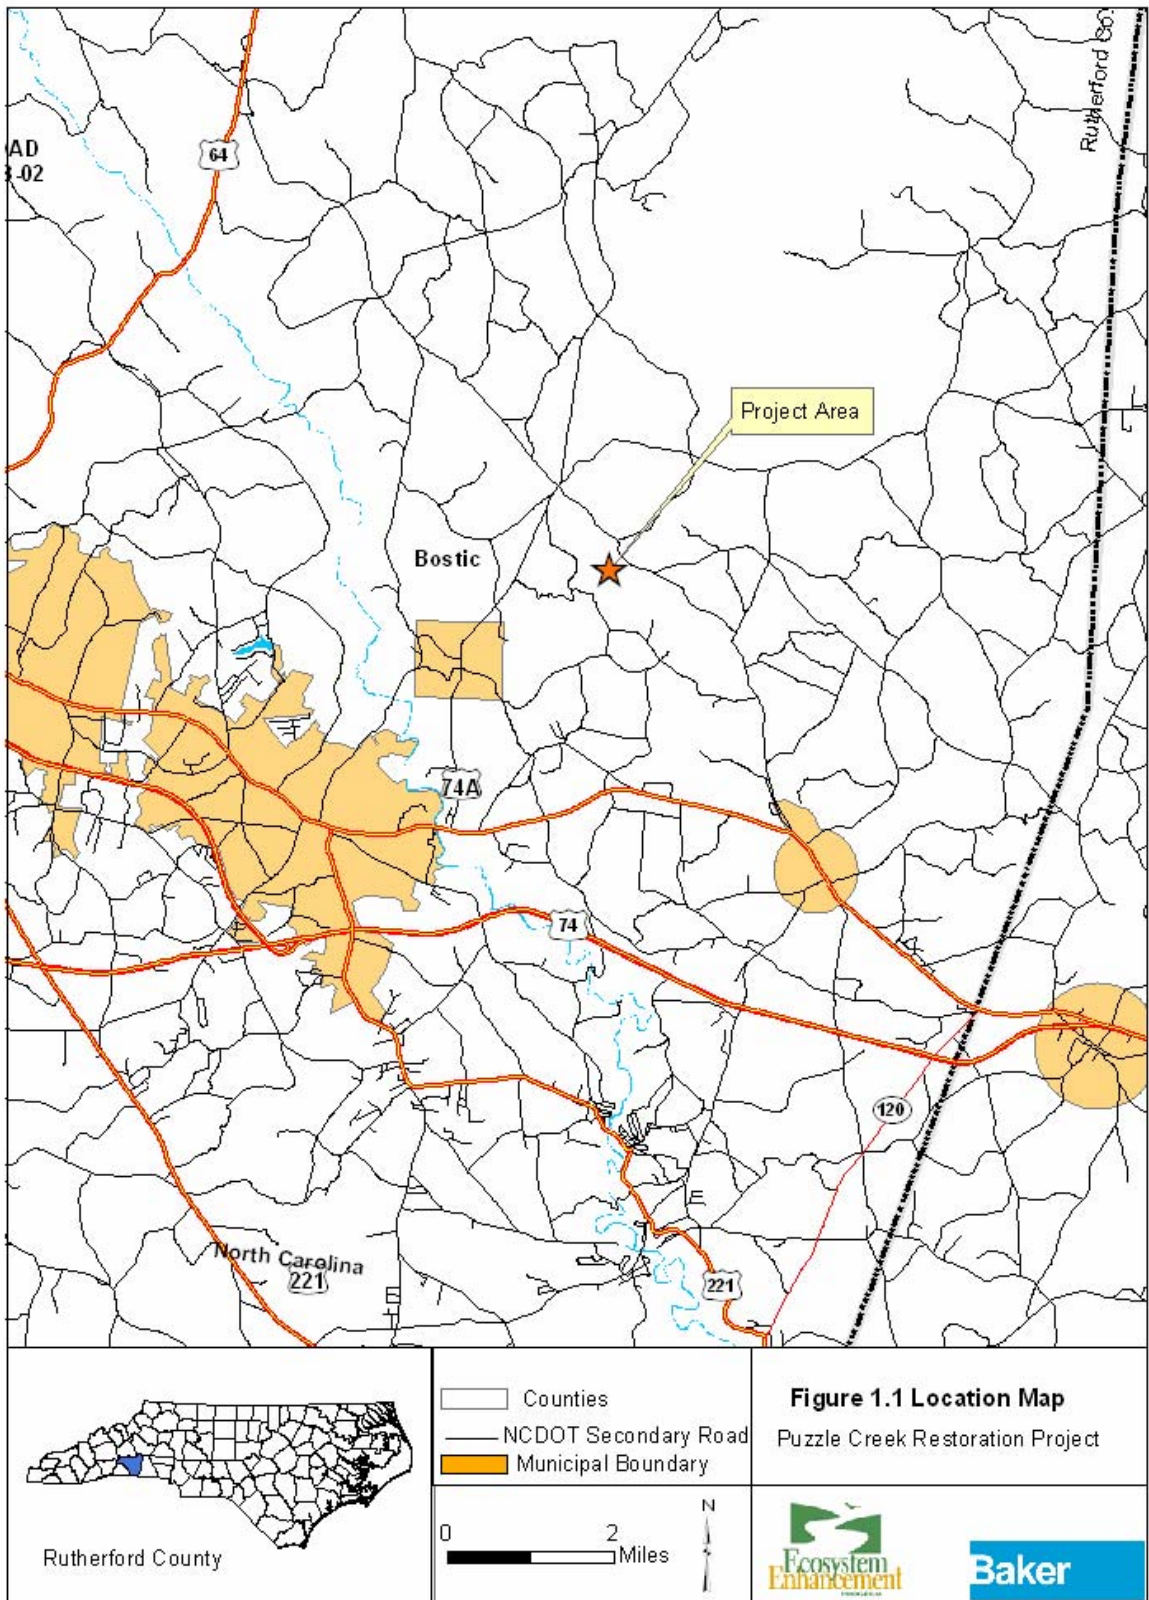 Rutherford Co.
64
AD
3-02
Project Area
Bostic
74A
74
120
North Carolina
221
221
Counties
NCDOT Secondary Road
Municipal Boundary
Figure 1.1 Location Map
Puzzle Creek Restoration Project
0 2
Miles
N
Rutherford County
Ecosystem
Enhancement
Baker